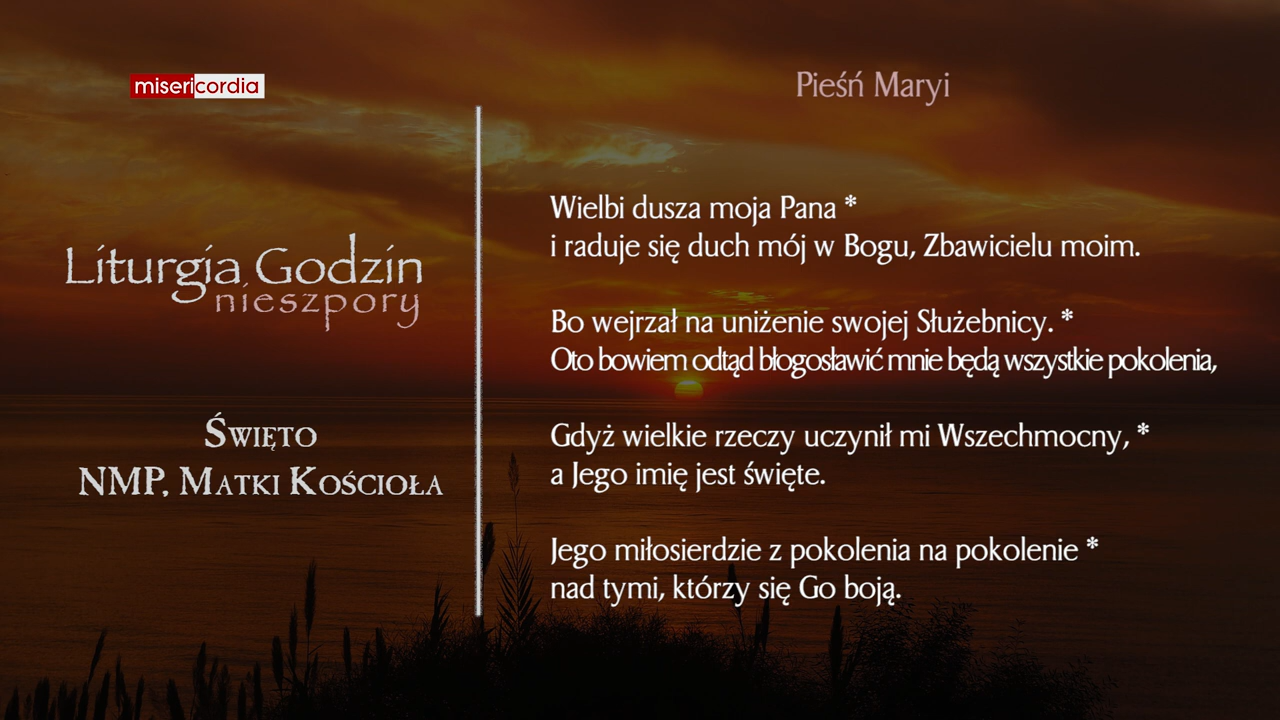 misericordia
Liturgia Godzin
nieszpory
Święto
NMP, Matki Kościoła
Pieśń Maryi
Wielbi dusza moja Pana *
i raduje się duch mój w Bogu, Zbawicielu moim.
Bo wejrzał na uniżenie swojej Służebnicy. *
Oto bowiem odtąd błogosławić mnie będą wszystkie pokolenia,
Gdyż wielkie rzeczy uczynił mi Wszechmocny, *
a Jego imię jest święte.
Jego miłosierdzie z pokolenia na pokolenie *
nad tymi, którzy się Go boją.